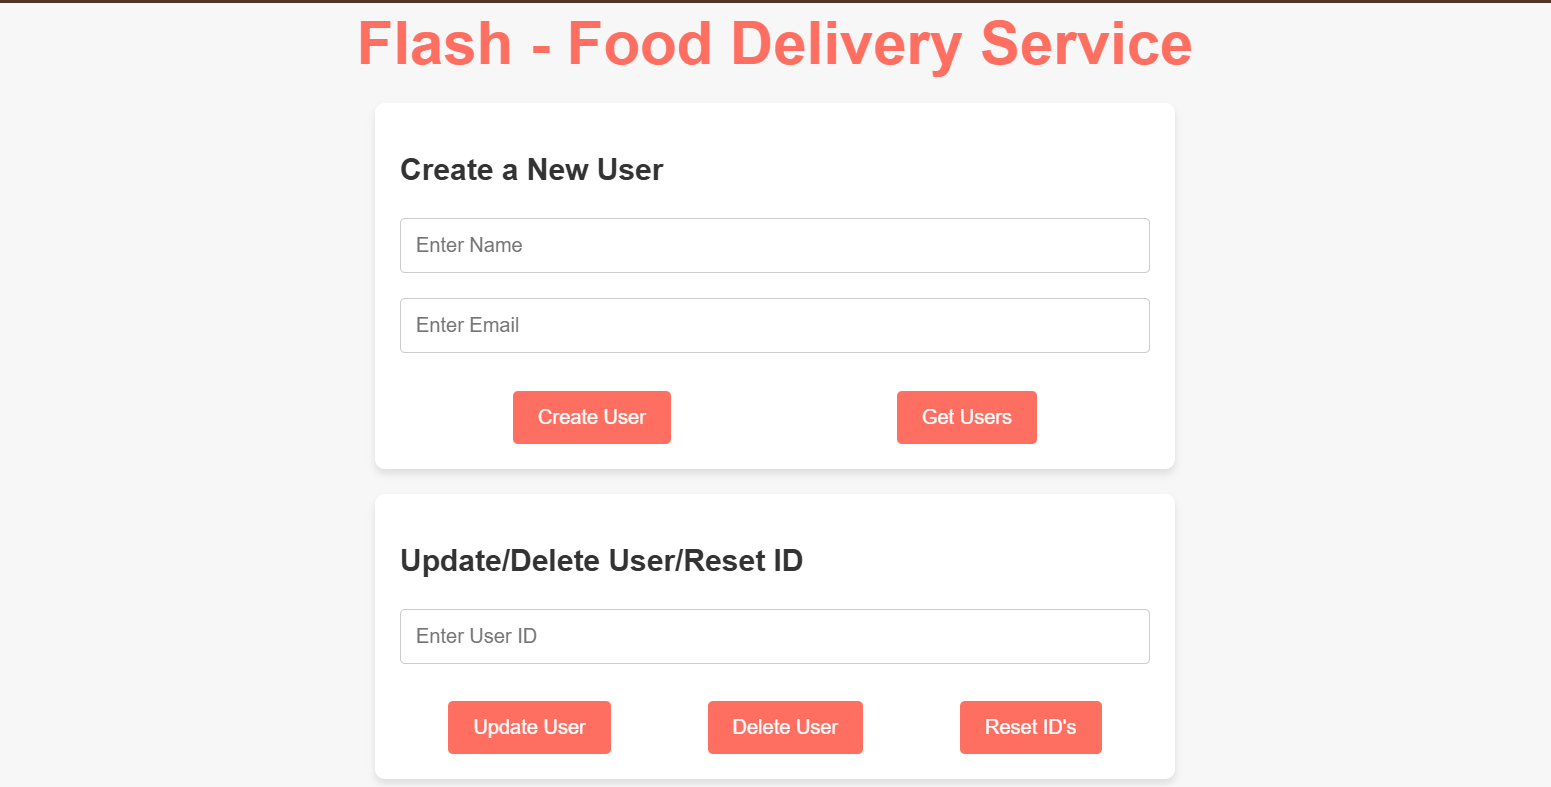 Flash - Food Delivery Service
Create a New User
Enter Name
Enter Email
Create User
Get Users
Update/Delete User/Reset ID
Enter User ID
Update User
Delete User
Reset ID's